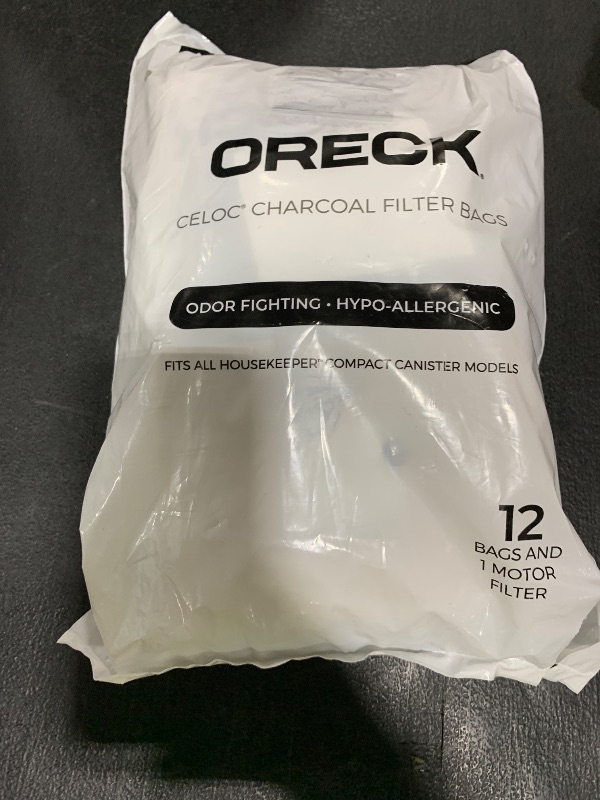 ORECK
CELOC® CHARCOAL FILTER BAGS
ODOR FIGHTING • HYPO-ALLERGENIC
FITS ALL HOUSEKEEPER® COMPACT CANISTER MODELS
12
BAGS AND
1 MOTOR
FILTER